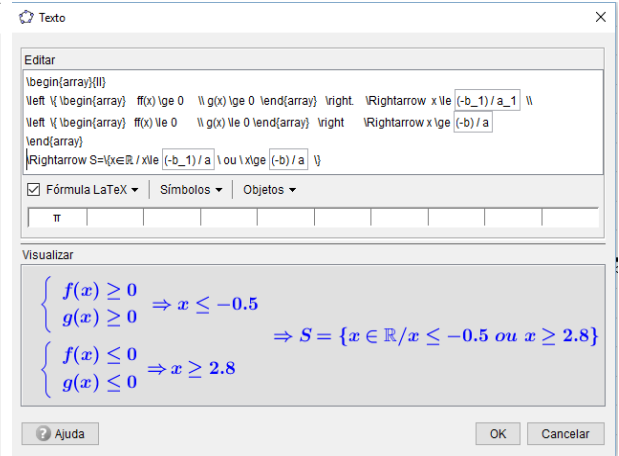 Texto
Editar
\begin{array}{ll}
\left \{ \begin{array} ff(x) \ge 0 \\ g(x) \ge 0 \end{array} \right. \Rightarrow x \le (-b_1) / a_1 \\
\left \{ \begin{array} ff(x) \le 0 \\ g(x) \le 0 \end{array} \right \Rightarrow x \ge (-b) / a
\end{array}
\Rightarrow S=\{x∈ℝ / x\le (-b_1) / a \ ou \ x\ge (-b) / a \}
Fórmula LaTeX Símbolos Objetos
π
Visualizar
f(x) ≥ 0
g(x) ≥ 0 ⇒ x ≤ −0.5
⇒ S = {x ∈ ℝ/x ≤ −0.5 ou x ≥ 2.8}
f(x) ≤ 0
g(x) ≤ 0 ⇒ x ≥ 2.8
Ajuda OK Cancelar